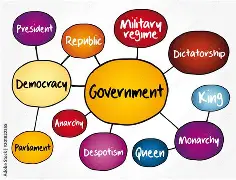 President
Republic
Military
regime
Dictatorship
Democracy
Government
King
Anarchy
Parliament
Despotism
Queen
Monarchy